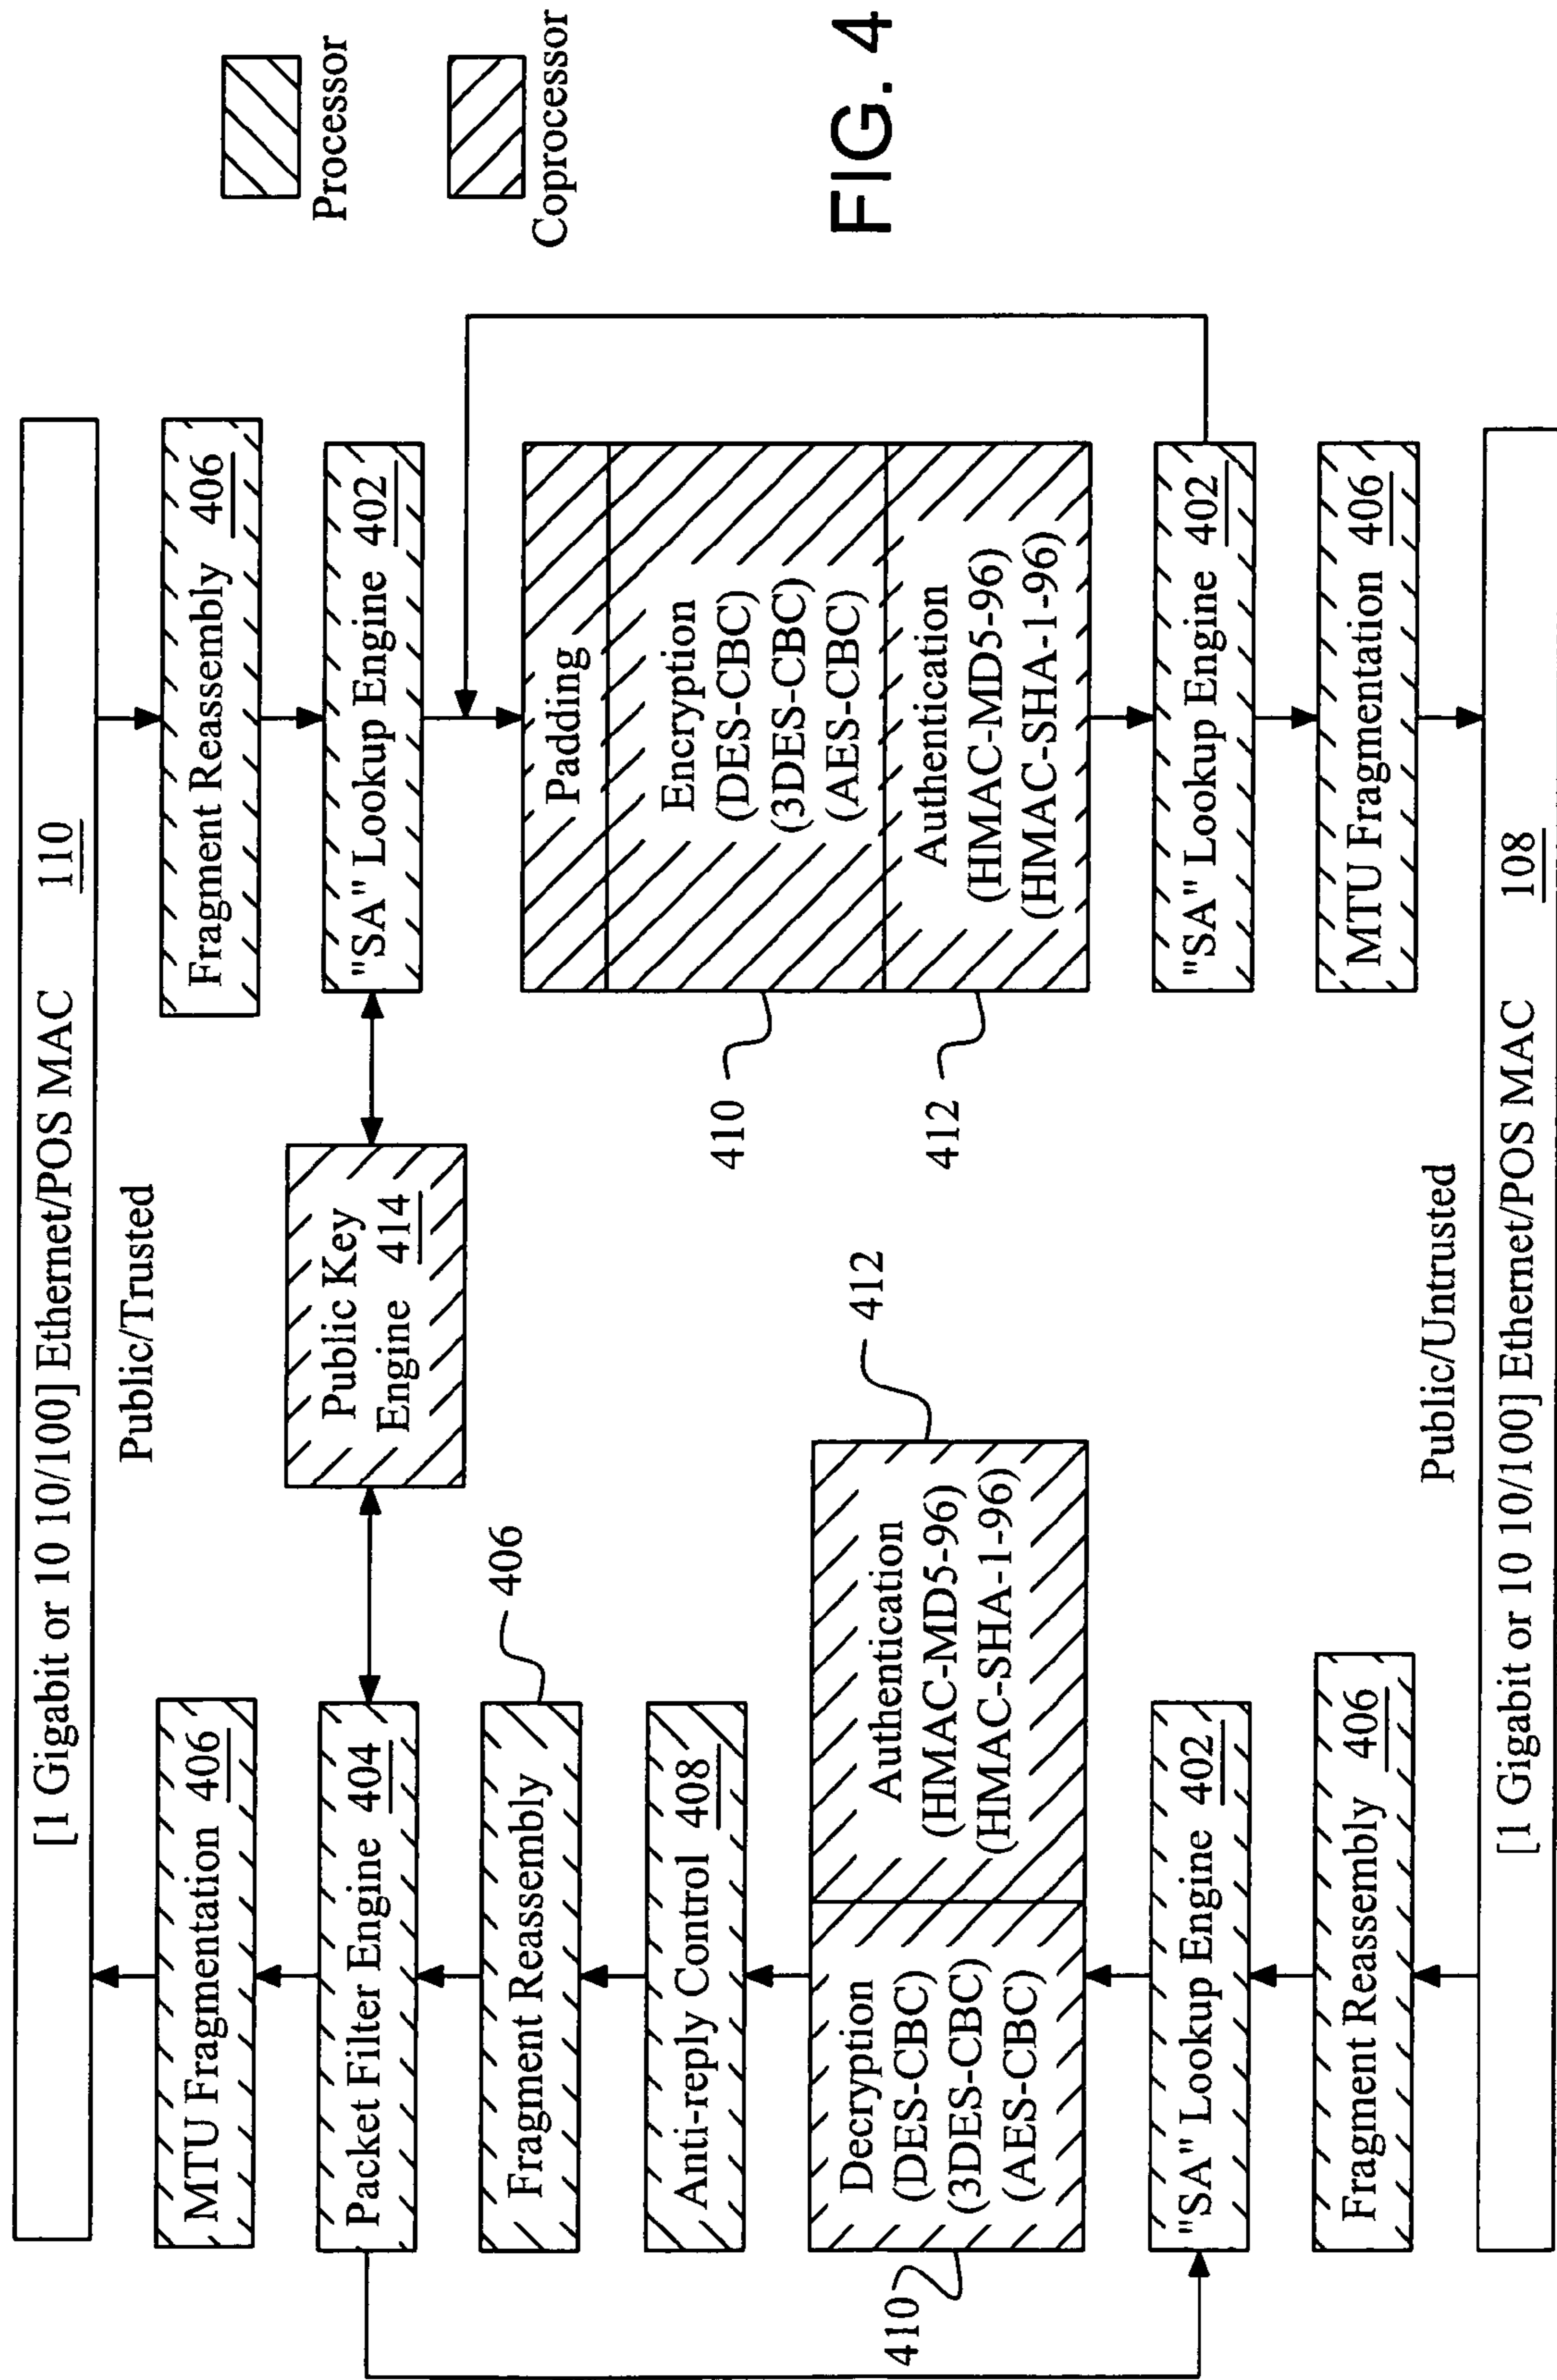 [1 Gigabit or 10 10/100] Ethernet/POS MAC 110
Public/Trusted
MTU Fragmentation 406
Packet Filter Engine 404
Fragment Reassembly
406
Anti-reply Control 408
Decryption
(DES-CBC)
(3DES-CBC)
(AES-CBC)
410
Authentication
(HMAC-MD5-96)
(HMAC-SHA-1-96)
412
"SA" Lookup Engine 402
Fragment Reassembly 406
Public Key
Engine 414
Fragment Reassembly 406
"SA" Lookup Engine 402
Padding
Encryption
(DES-CBC)
(3DES-CBC)
(AES-CBC)
410
Authentication
(HMAC-MD5-96)
(HMAC-SHA-1-96)
412
"SA" Lookup Engine 402
MTU Fragmentation 406
Public/Untrusted
[1 Gigabit or 10 10/100] Ethernet/POS MAC 108
Processor
Coprocessor
FIG. 4